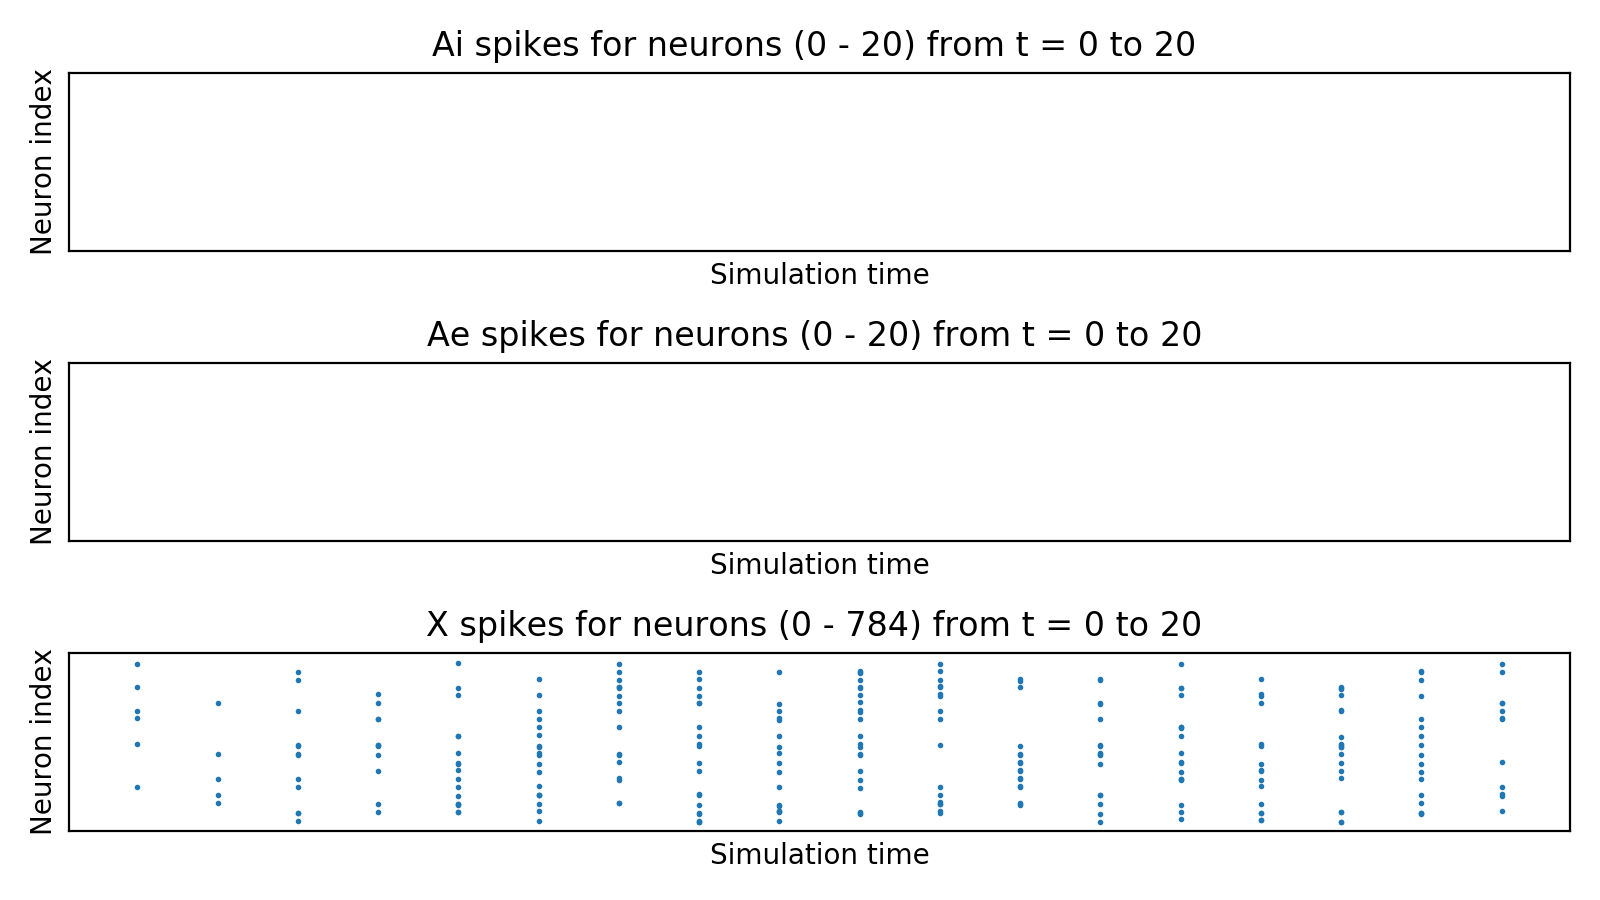 Ai spikes for neurons (0 - 20) from t = 0 to 20
Neuron index
Simulation time
Ae spikes for neurons (0 - 20) from t = 0 to 20
Neuron index
Simulation time
X spikes for neurons (0 - 784) from t = 0 to 20
Neuron index
Simulation time